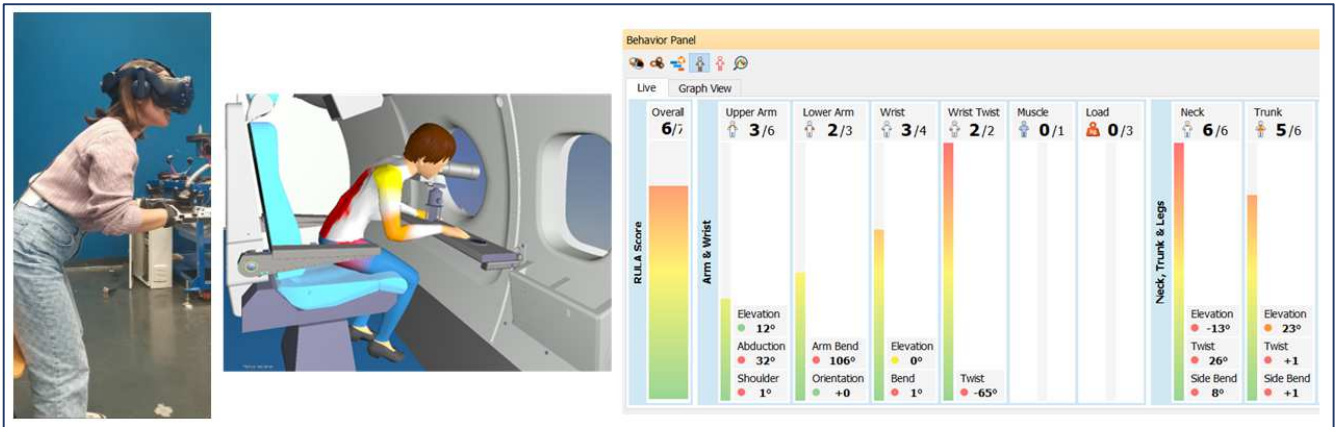 Behavior Panel
Live Graph View
Overall Upper Arm Lower Arm Wrist Wrist Twist Muscle Load Neck Trunk
6/7 3/6 2/3 3/4 2/2 0/1 0/3 6/6 5/6
RULA Score
Arm & Wrist
Neck, Trunk & Legs
Elevation Elevation Elevation
12° -13° 23°
Abduction Arm Bend Elevation Twist Twist
32° 106° 0° 26° +1
Shoulder Orientation Bend Twist Side Bend Side Bend
1° +0 1° -65° 8° +1